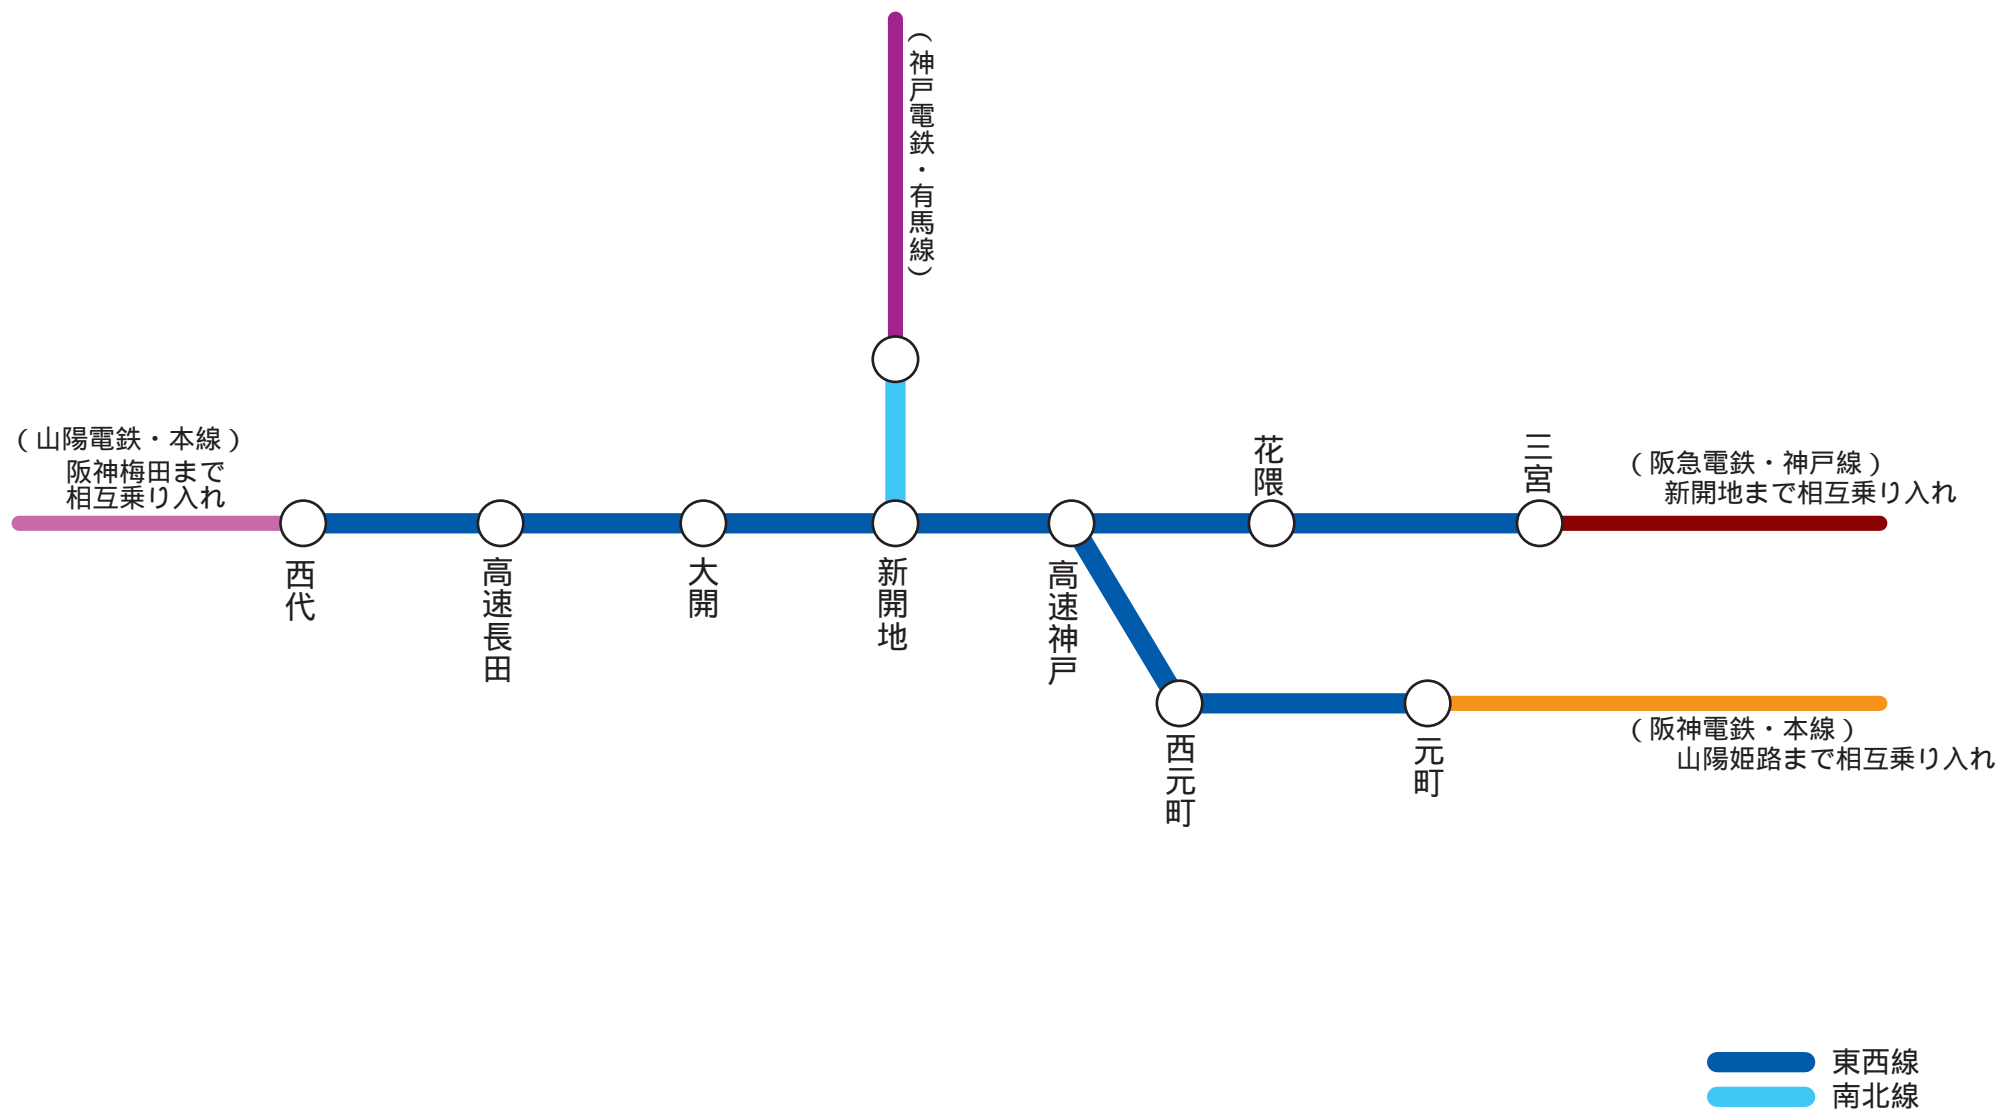 (神戸電鉄・有馬線)
(山陽電鉄・本線)
阪神梅田まで
相互乗り入れ
花隈
三宮
(阪急電鉄・神戸線)
新開地まで相互乗り入れ
西代
高速長田
大開
新開地
高速神戸
西元町
元町
(阪神電鉄・本線)
山陽姫路まで相互乗り入れ
東西線
南北線